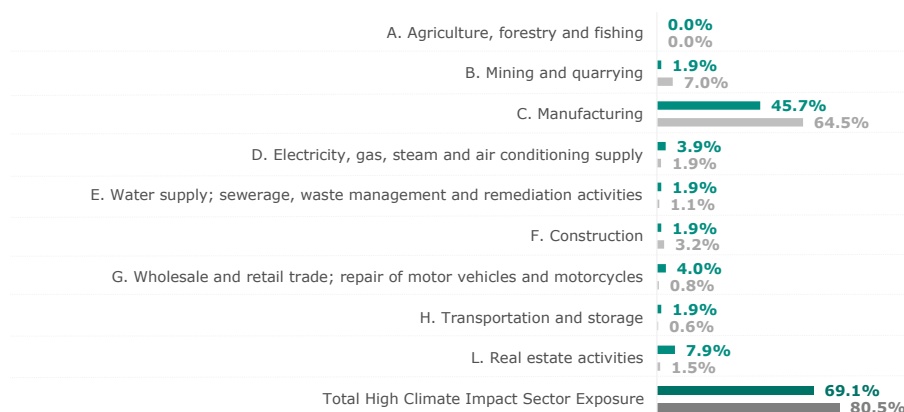 A. Agriculture, forestry and fishing
0.0%
0.0%
B. Mining and quarrying
1.9%
7.0%
C. Manufacturing
45.7%
64.5%
D. Electricity, gas, steam and air conditioning supply
3.9%
1.9%
E. Water supply; sewerage, waste management and remediation activities
1.9%
1.1%
F. Construction
1.9%
3.2%
G. Wholesale and retail trade; repair of motor vehicles and motorcycles
4.0%
0.8%
H. Transportation and storage
1.9%
0.6%
L. Real estate activities
7.9%
1.5%
Total High Climate Impact Sector Exposure
69.1%
80.5%